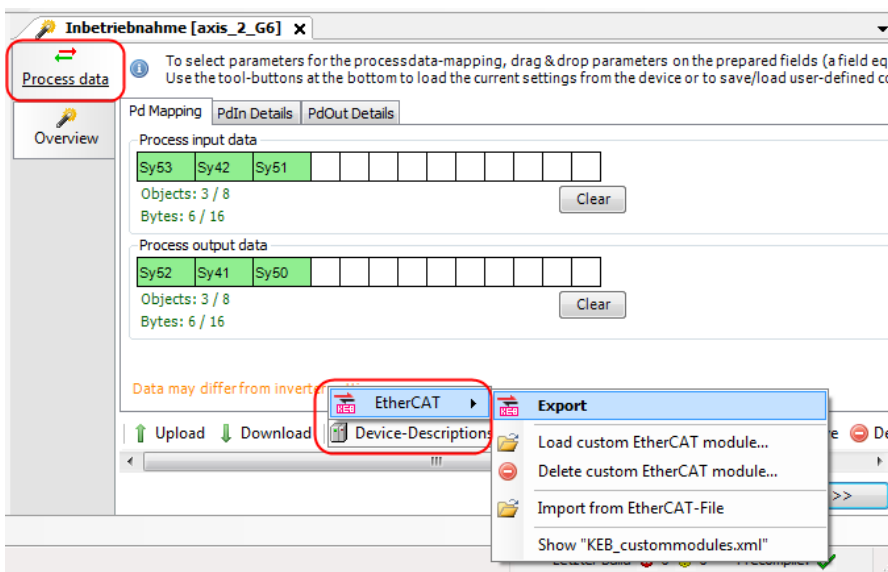 Inbetriebnahme [axis_2_G6] X
Process data
To select parameters for the processdata-mapping, drag & drop parameters on the prepared fields (a field eq
Use the tool-buttons at the bottom to load the current settings from the device or to save/load user-defined co
Overview
Pd Mapping PdIn Details PdOut Details
Process input data
Sy53 Sy42 Sy51
Objects: 3 / 8
Bytes: 6 / 16
Clear
Process output data
Sy52 Sy41 Sy50
Objects: 3 / 8
Bytes: 6 / 16
Clear
Data may differ from inverter
KEB EtherCAT
KEB Export
Upload Download Device-Descriptions
Load custom EtherCAT module...
Delete custom EtherCAT module...
Import from EtherCAT-File
Show "KEB_custommodules.xml"
>>